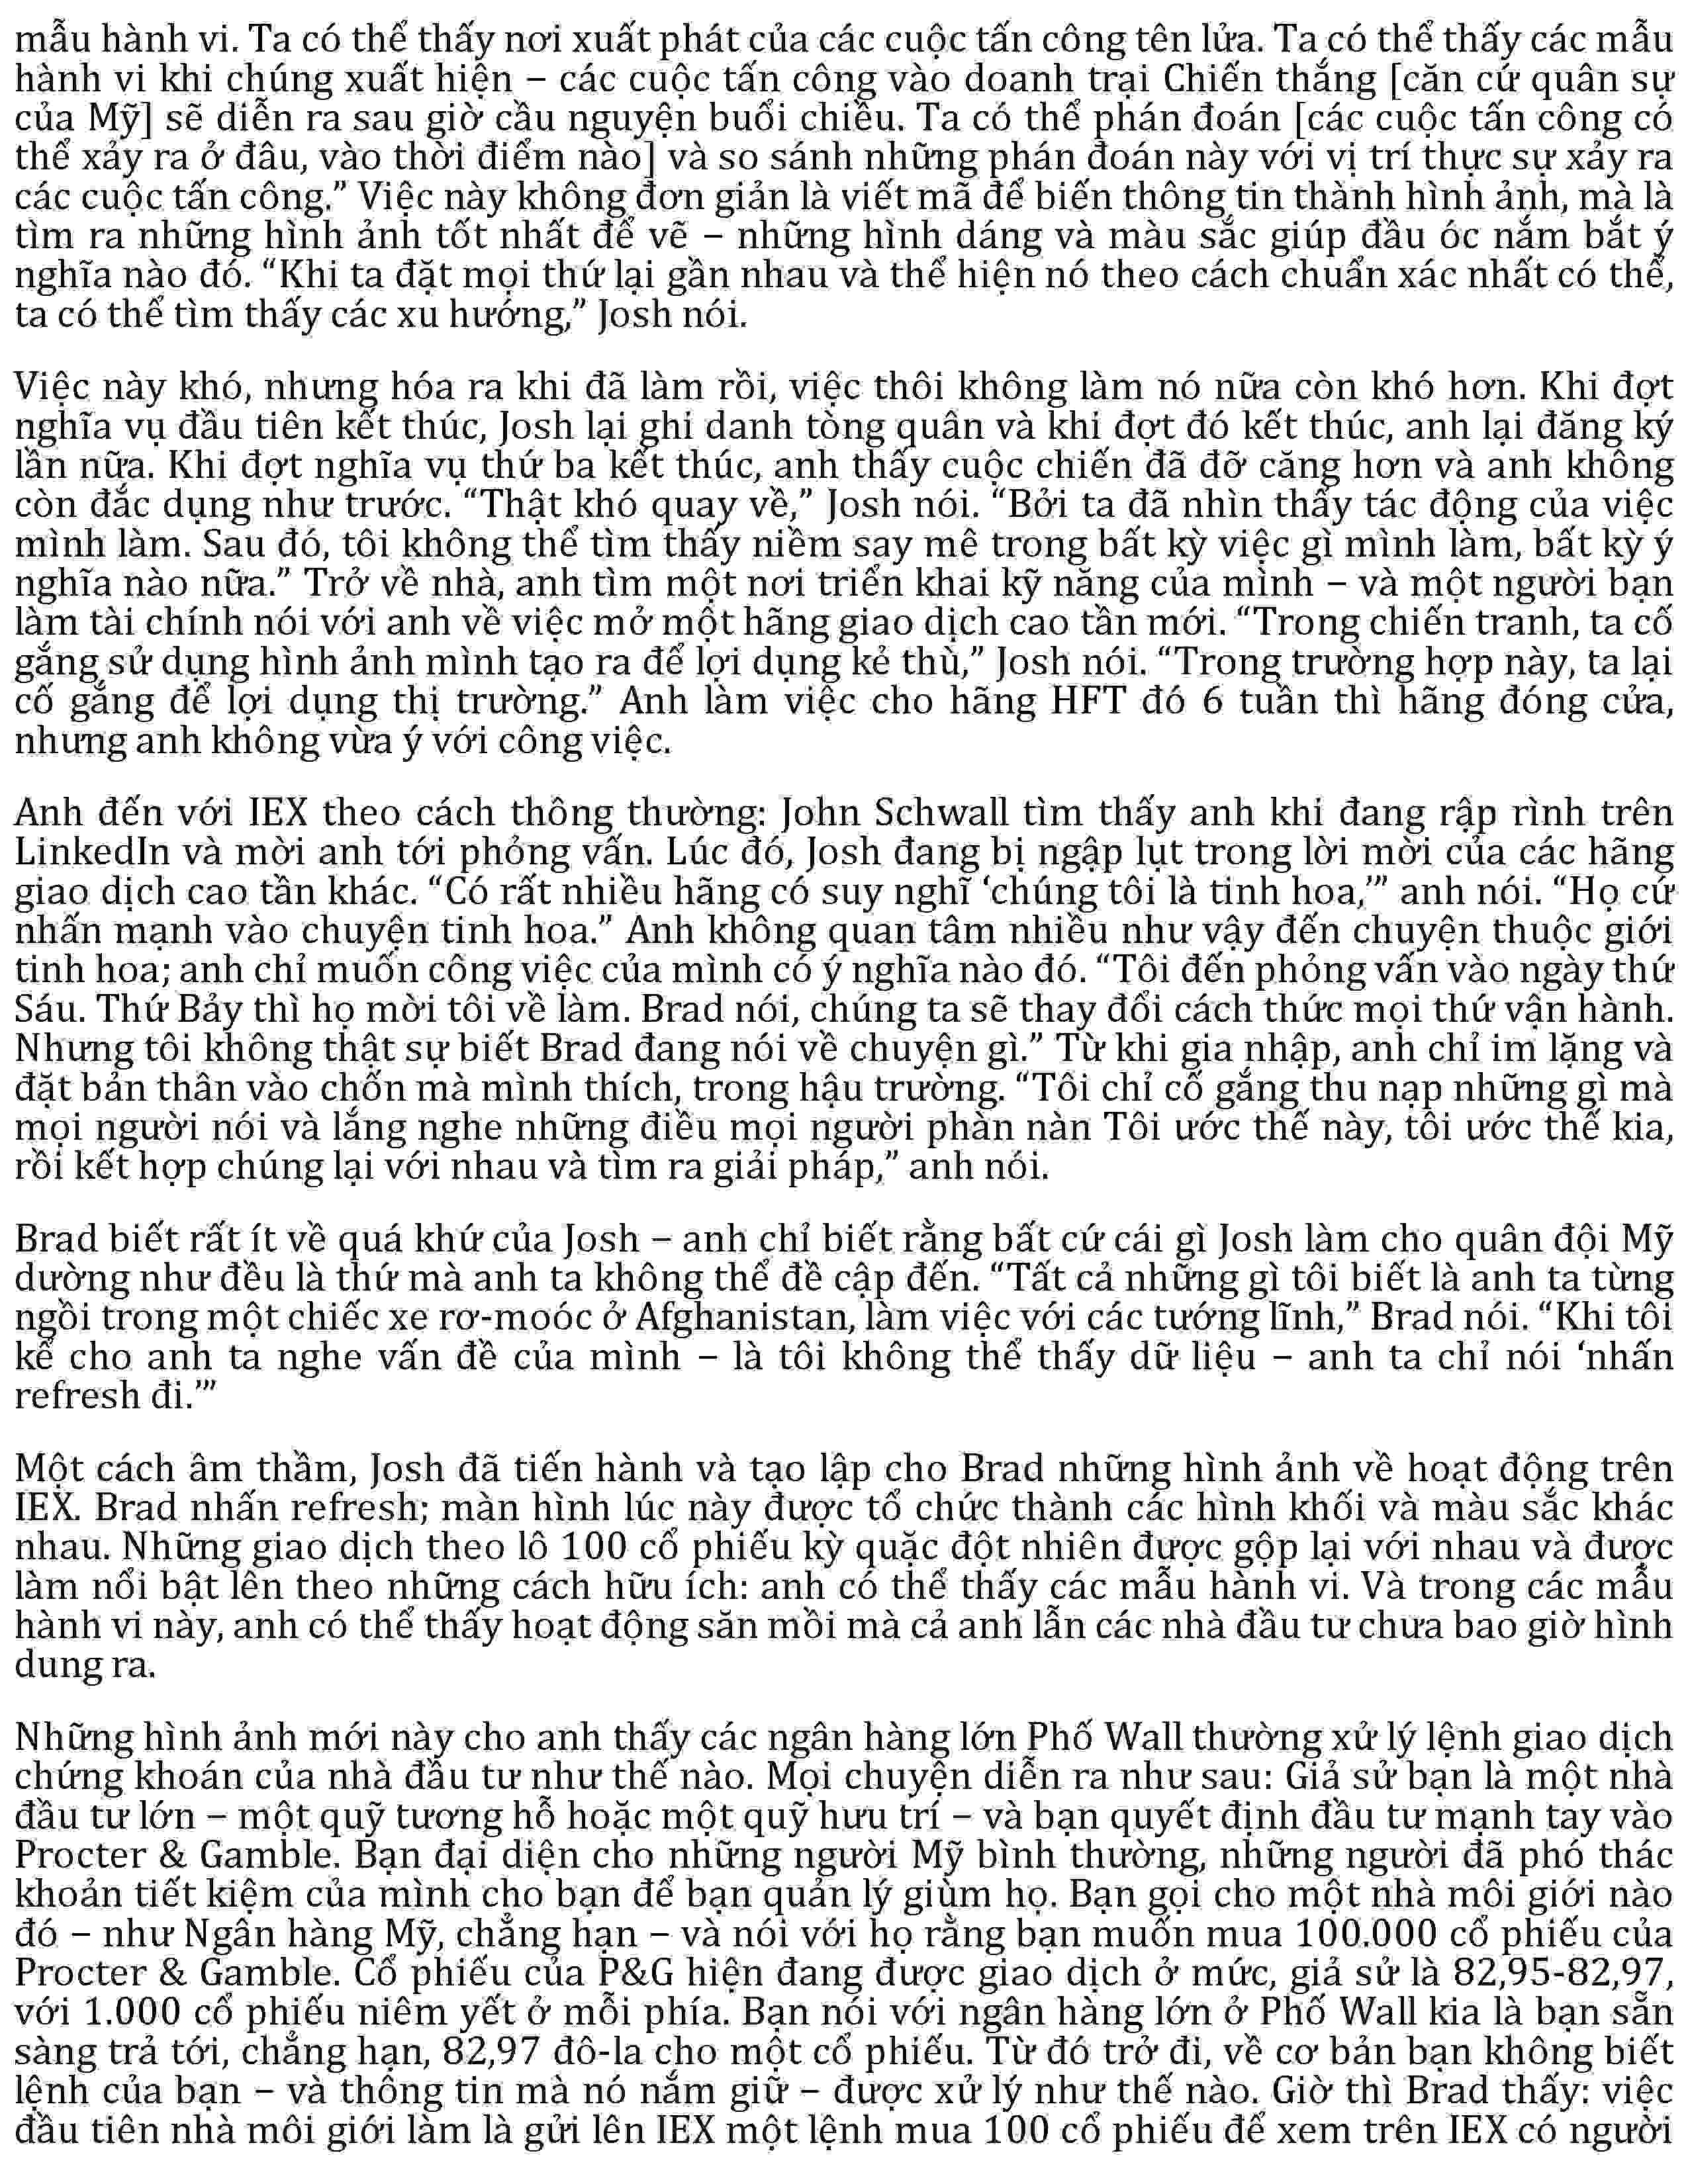 mẫu hành vi. Ta có thể thấy nơi xuất phát của các cuộc tấn công tên lửa. Ta có thể thấy các mẫu
hành vi khi chúng xuất hiện – các cuộc tấn công vào doanh trại Chiến thắng [căn cứ quân sự
của Mỹ] sẽ diễn ra sau giờ cầu nguyện buổi chiều. Ta có thể phán đoán [các cuộc tấn công có
thể xảy ra ở đâu, vào thời điểm nào] và so sánh những phán đoán này với vị trí thực sự xảy ra
các cuộc tấn công.” Việc này không đơn giản là viết mã để biến thông tin thành hình ảnh, mà là
tìm ra những hình ảnh tốt nhất để vẽ – những hình dáng và màu sắc giúp đầu óc nắm bắt ý
nghĩa nào đó. “Khi ta đặt mọi thứ lại gần nhau và thể hiện nó theo cách chuẩn xác nhất có thể,
ta có thể tìm thấy các xu hướng,” Josh nói.
Việc này khó, nhưng hóa ra khi đã làm rồi, việc thôi không làm nó nữa còn khó hơn. Khi đợt
nghĩa vụ đầu tiên kết thúc, Josh lại ghi danh tòng quân và khi đợt đó kết thúc, anh lại đăng ký
lần nữa. Khi đợt nghĩa vụ thứ ba kết thúc, anh thấy cuộc chiến đã đỡ căng hơn và anh không
còn đắc dụng như trước. “Thật khó quay về,” Josh nói. “Bởi ta đã nhìn thấy tác động của việc
mình làm. Sau đó, tôi không thể tìm thấy niềm say mê trong bất kỳ việc gì mình làm, bất kỳ ý
nghĩa nào nữa.” Trở về nhà, anh tìm một nơi triển khai kỹ năng của mình – và một người bạn
làm tài chính nói với anh về việc mở một hãng giao dịch cao tần mới. “Trong chiến tranh, ta cố
gắng sử dụng hình ảnh mình tạo ra để lợi dụng kẻ thù,” Josh nói. “Trong trường hợp này, ta lại
cố gắng để lợi dụng thị trường.” Anh làm việc cho hãng HFT đó 6 tuần thì hãng đóng cửa,
nhưng anh không vừa ý với công việc.
Anh đến với IEX theo cách thông thường: John Schwall tìm thấy anh khi đang rập rình trên
LinkedIn và mời anh tới phỏng vấn. Lúc đó, Josh đang bị ngập lụt trong lời mời của các hãng
giao dịch cao tần khác. “Có rất nhiều hãng có suy nghĩ ‘chúng tôi là tinh hoa,’” anh nói. “Họ cứ
nhấn mạnh vào chuyện tinh hoa.” Anh không quan tâm nhiều như vậy đến chuyện thuộc giới
tinh hoa; anh chỉ muốn công việc của mình có ý nghĩa nào đó. “Tôi đến phỏng vấn vào ngày thứ
Sáu. Thứ Bảy thì họ mời tôi về làm. Brad nói, chúng ta sẽ thay đổi cách thức mọi thứ vận hành.
Nhưng tôi không thật sự biết Brad đang nói về chuyện gì.” Từ khi gia nhập, anh chỉ im lặng và
đặt bản thân vào chốn mà mình thích, trong hậu trường. “Tôi chỉ cố gắng thu nạp những gì mà
mọi người nói và lắng nghe những điều mọi người phàn nàn Tôi ước thế này, tôi ước thế kia,
rồi kết hợp chúng lại với nhau và tìm ra giải pháp,” anh nói.
Brad biết rất ít về quá khứ của Josh – anh chỉ biết rằng bất cứ cái gì Josh làm cho quân đội Mỹ
dường như đều là thứ mà anh ta không thể đề cập đến. “Tất cả những gì tôi biết là anh ta từng
ngồi trong một chiếc xe rơ-moóc ở Afghanistan, làm việc với các tướng lĩnh,” Brad nói. “Khi tôi
kể cho anh ta nghe vấn đề của mình – là tôi không thể thấy dữ liệu – anh ta chỉ nói ‘nhấn
refresh đi.’”
Một cách âm thầm, Josh đã tiến hành và tạo lập cho Brad những hình ảnh về hoạt động trên
IEX. Brad nhấn refresh; màn hình lúc này được tổ chức thành các hình khối và màu sắc khác
nhau. Những giao dịch theo lô 100 cổ phiếu kỳ quặc đột nhiên được gộp lại với nhau và được
làm nổi bật lên theo những cách hữu ích: anh có thể thấy các mẫu hành vi. Và trong các mẫu
hành vi này, anh có thể thấy hoạt động săn mồi mà cả anh lẫn các nhà đầu tư chưa bao giờ hình
dung ra.
Những hình ảnh mới này cho anh thấy các ngân hàng lớn Phố Wall thường xử lý lệnh giao dịch
chứng khoán của nhà đầu tư như thế nào. Mọi chuyện diễn ra như sau: Giả sử bạn là một nhà
đầu tư lớn – một quỹ tương hỗ hoặc một quỹ hưu trí – và bạn quyết định đầu tư mạnh tay vào
Procter & Gamble. Bạn đại diện cho những người Mỹ bình thường, những người đã phó thác
khoản tiết kiệm của mình cho bạn để bạn quản lý giùm họ. Bạn gọi cho một nhà môi giới nào
đó – như Ngân hàng Mỹ, chẳng hạn – và nói với họ rằng bạn muốn mua 100.000 cổ phiếu của
Procter & Gamble. Cổ phiếu của P&G hiện đang được giao dịch ở mức, giả sử là 82,95-82,97,
với 1.000 cổ phiếu niêm yết ở mỗi phía. Bạn nói với ngân hàng lớn ở Phố Wall kia là bạn sẵn
sàng trả tới, chẳng hạn, 82,97 đô-la cho một cổ phiếu. Từ đó trở đi, về cơ bản bạn không biết
lệnh của bạn – và thông tin mà nó nắm giữ – được xử lý như thế nào. Giờ thì Brad thấy: việc
đầu tiên nhà môi giới làm là gửi lên IEX một lệnh mua 100 cổ phiếu để xem trên IEX có người